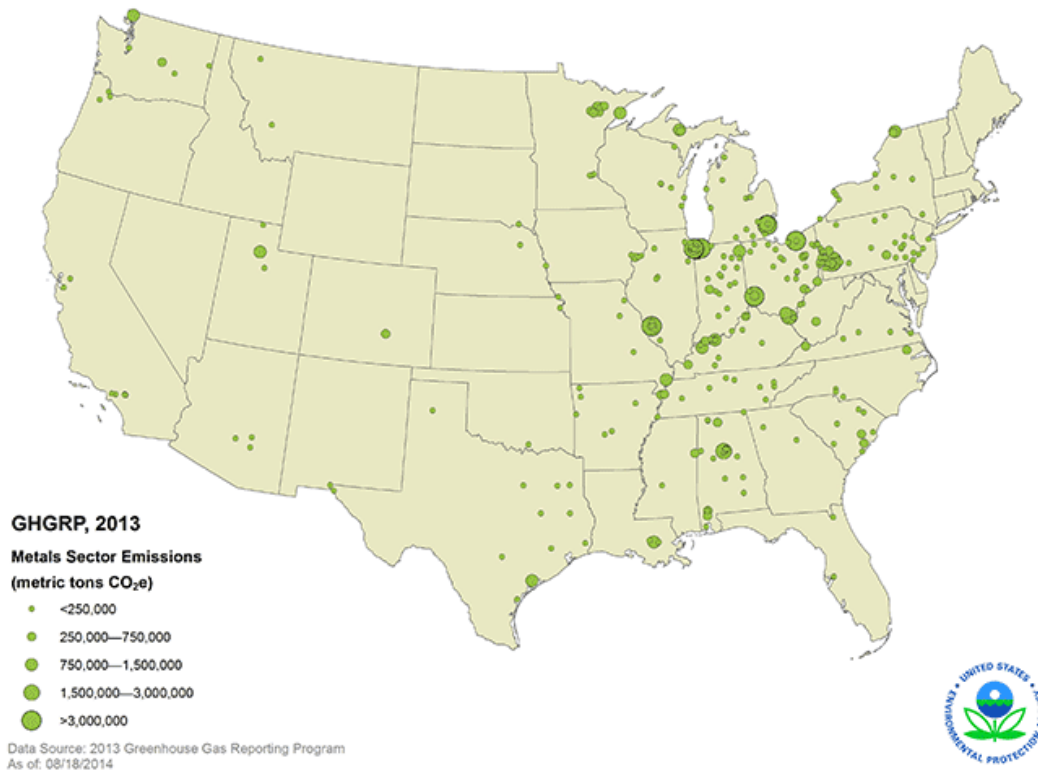 GHGRP, 2013
Metals Sector Emissions
(metric tons CO₂e)
<250,000
250,000—750,000
750,000—1,500,000
1,500,000—3,000,000
>3,000,000
Data Source: 2013 Greenhouse Gas Reporting Program
As of: 08/18/2014
UNITED STATES
ENVIRONMENTAL PROTECTION